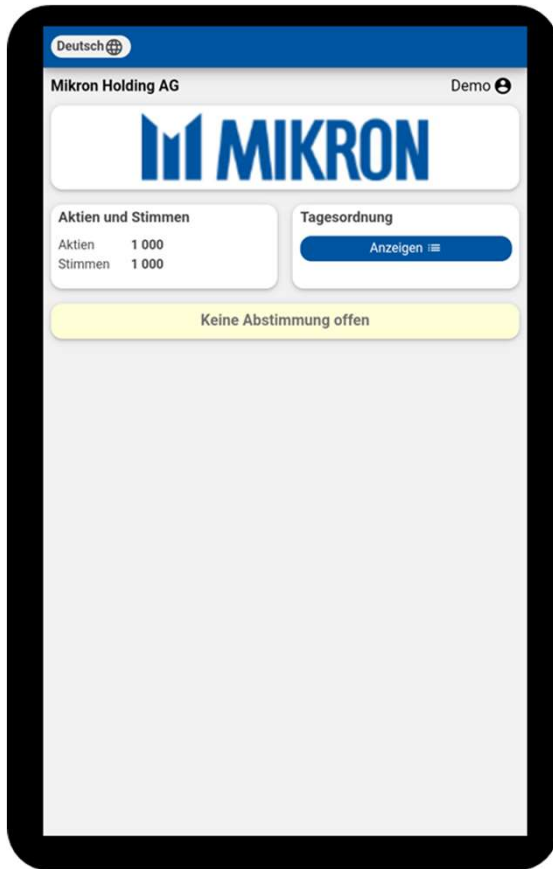 Deutsch
Mikron Holding AG
Demo
MIKRON
Aktien und Stimmen
Aktien 1 000
Stimmen 1 000
Tagesordnung
Anzeigen
Keine Abstimmung offen